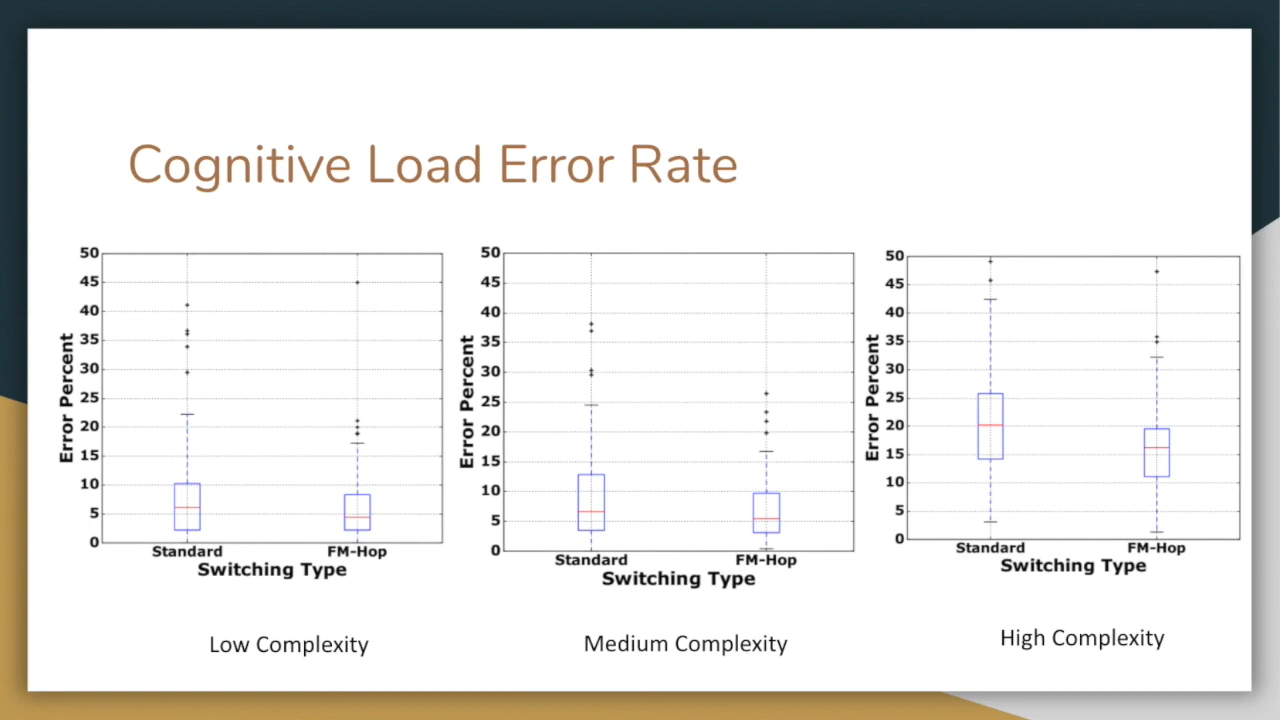 Cognitive Load Error Rate
50
45
40
35
30
25
20
15
10
5
0
Error Percent
Standard FM-Hop
Switching Type
Low Complexity
50
45
40
35
30
25
20
15
10
5
0
Error Percent
Standard FM-Hop
Switching Type
Medium Complexity
50
45
40
35
30
25
20
15
10
5
0
Error Percent
Standard FM-Hop
Switching Type
High Complexity